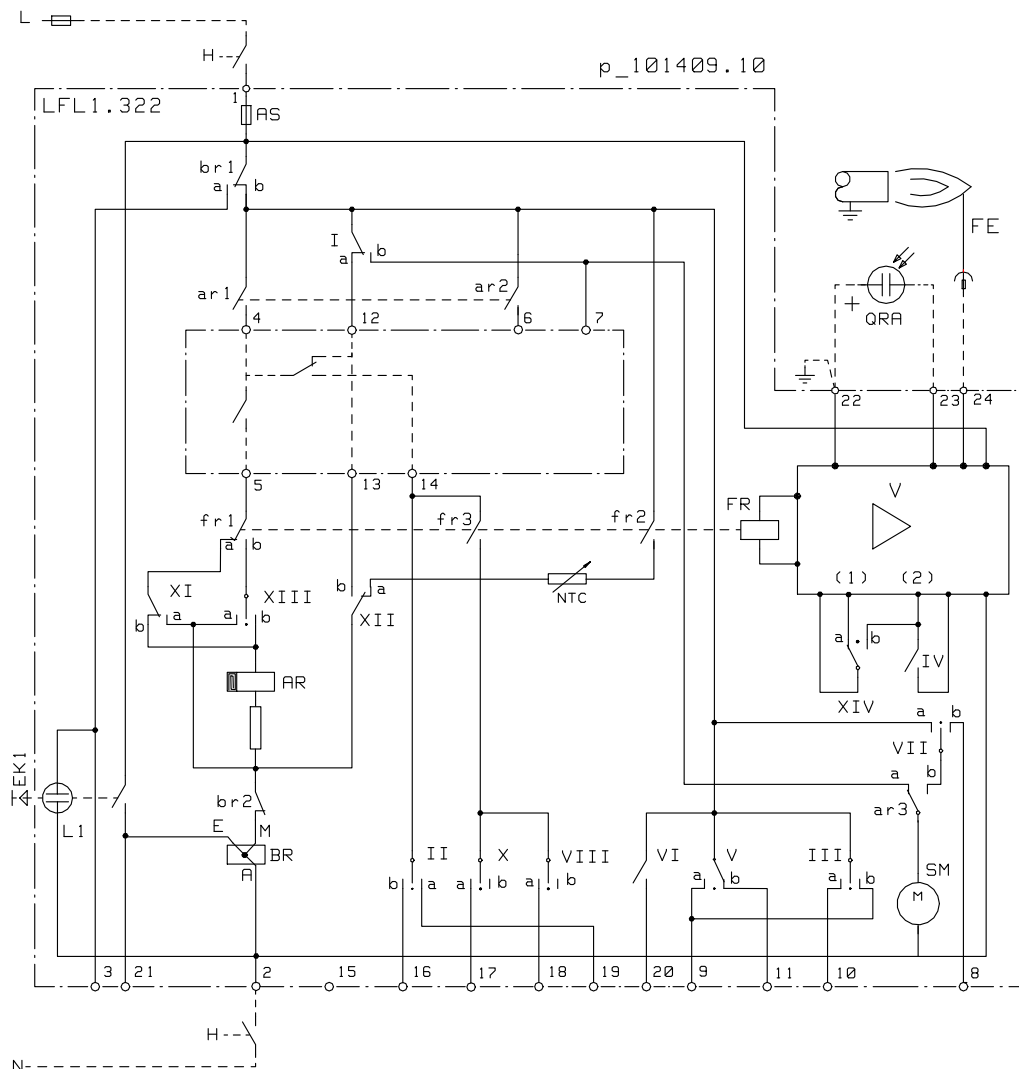 L
H
p_101409.10
LFL1.322
1
AS
br1
a b
FE
I
a b
ar1
ar2
+
QRA
4 12 6 7
22 23 24
5 13 14
V
FR
fr1
fr3
fr2
a b
(1) (2)
XI
XIII
b a
NTC
XII
b a a b
a b
IV
AR
XIV
a b
VII
EK1
a b
br2
ar3
L1
E M
BR
A
II X VIII VI V III
SM
M
b a a b a b a b a b
3 21 2 15 16 17 18 19 20 9 11 10 8
H
N